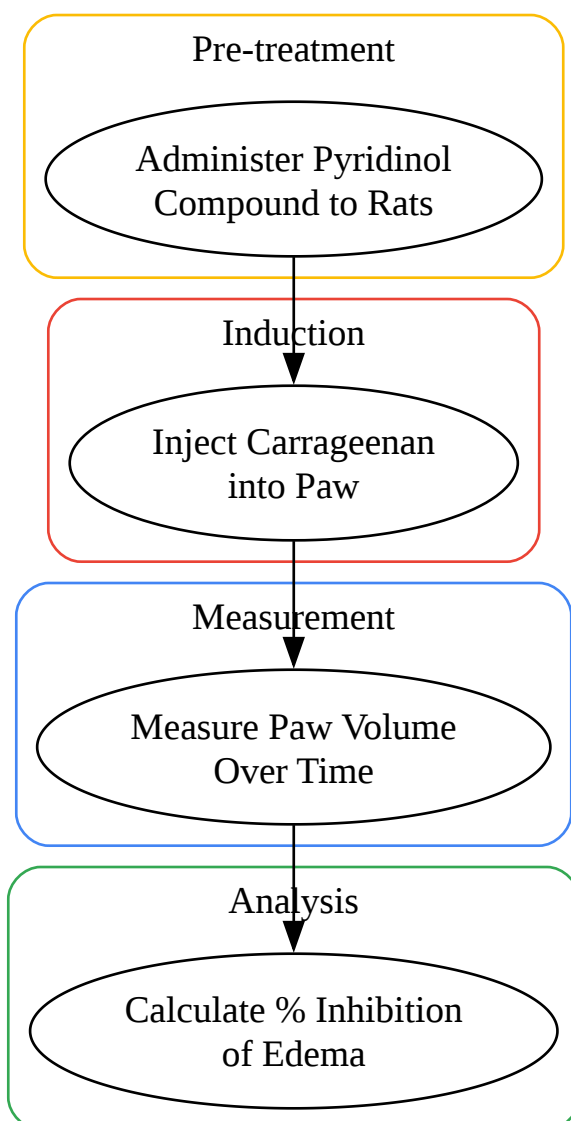 Pre-treatment
Administer Pyridinol
Compound to Rats
Induction
Inject Carrageenan
into Paw
Measurement
Measure Paw Volume
Over Time
Analysis
Calculate % Inhibition
of Edema